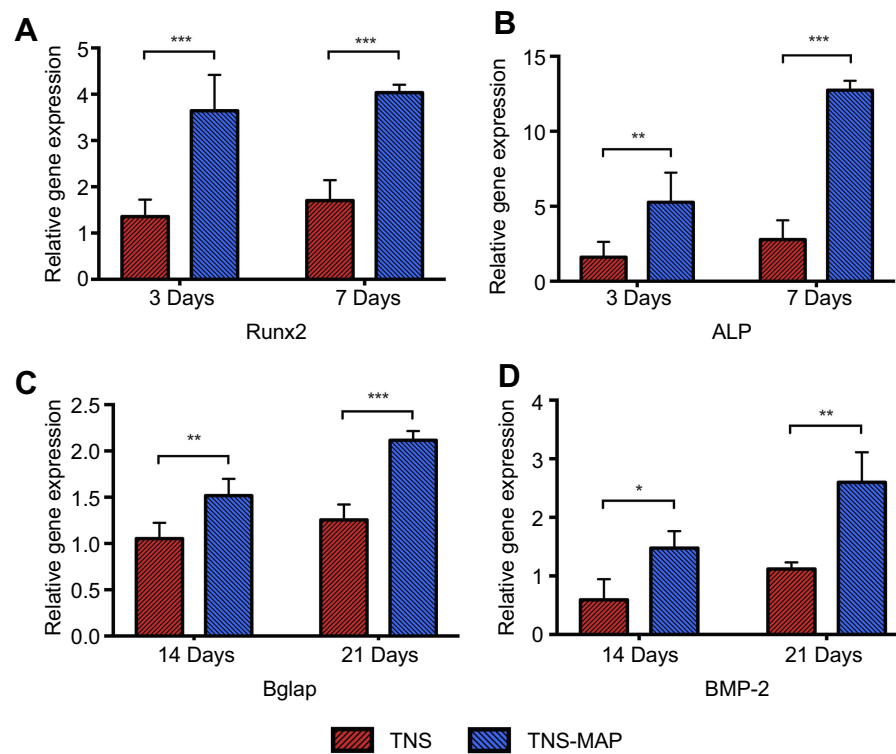 A
Relative gene expression
5
4
3
2
1
0
***
***
3 Days
7 Days
Runx2
B
Relative gene expression
15
10
5
0
**
***
3 Days
7 Days
ALP
C
Relative gene expression
2.5
2.0
1.5
1.0
0.5
0.0
**
***
14 Days
21 Days
Bglap
D
Relative gene expression
4
3
2
1
0
*
**
14 Days
21 Days
BMP-2
TNS
TNS-MAP